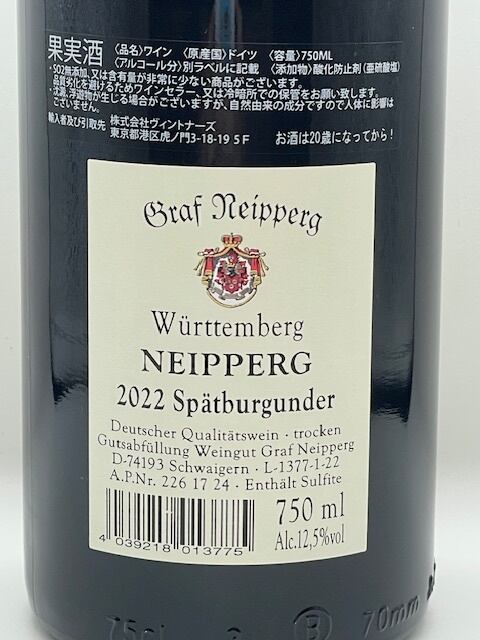 果実酒 〈品名〉ワイン 〈原産国〉ドイツ 〈容量〉750ML
〈アルコール分〉別ラベルに記載 〈添加物〉酸化防止剤(亜硫酸塩)
・SO2無添加、又は含有量が非常に少ない商品がございます。
品質劣化を避けるためワインセラー、又は冷暗所での保管をお願い致します。
・沈澱、浮遊物が生じる場合がございますが、自然由来の成分ですので人体に影響は
ございません。
輸入者及び引取先 株式会社ヴィントナーズ
東京都港区虎ノ門3-18-19 5F お酒は20歳になってから!
Graf Neipperg
Württemberg
NEIPPERG
2022 Spätburgunder
Deutscher Qualitätswein · trocken
Gutsabfüllung Weingut Graf Neipperg
D-74193 Schwaigern · L-1377-1-22
A.P.Nr. 226 17 24 · Enthält Sulfite
750 ml
Alc.12,5%vol
4 039218 013775
75cl 2 R 70mm